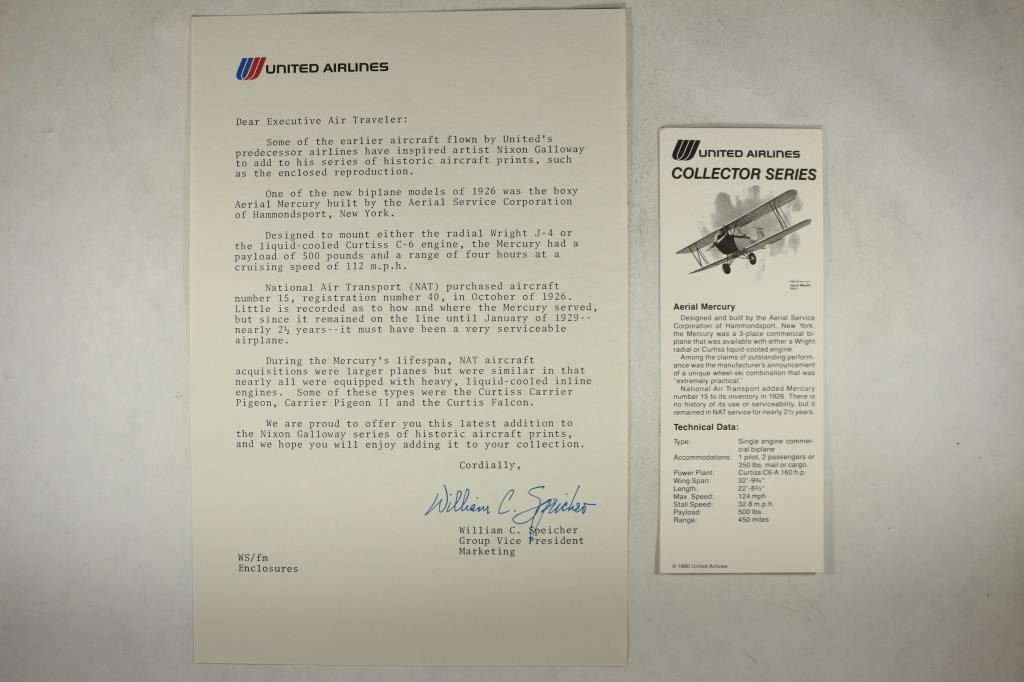 UNITED AIRLINES
Dear Executive Air Traveler:
Some of the earlier aircraft flown by United's
predecessor airlines have inspired artist Nixon Galloway
to add to his series of historic aircraft prints, such
as the enclosed reproduction.
One of the new biplane models of 1926 was the boxy
Aerial Mercury built by the Aerial Service Corporation
of Hammondsport, New York.
Designed to mount either the radial Wright J-4 or
the liquid-cooled Curtiss C-6 engine, the Mercury had a
payload of 500 pounds and a range of four hours at a
cruising speed of 112 m.p.h.
National Air Transport (NAT) purchased aircraft
number 15, registration number 40, in October of 1926.
Little is recorded as to how and where the Mercury served,
but since it remained on the line until January of 1929--
nearly 2½ years--it must have been a very serviceable
airplane.
During the Mercury's lifespan, NAT aircraft
acquisitions were larger planes but were similar in that
nearly all were equipped with heavy, liquid-cooled inline
engines. Some of these types were the Curtiss Carrier
Pigeon, Carrier Pigeon II and the Curtis Falcon.
We are proud to offer you this latest addition to
the Nixon Galloway series of historic aircraft prints,
and we hope you will enjoy adding it to your collection.
Cordially,
William C. Speicher
William C. Speicher
Group Vice President
Marketing
WS/fm
Enclosures
UNITED AIRLINES
COLLECTOR SERIES
Aerial Mercury
Designed and built by the Aerial Service
Corporation of Hammondsport, New York,
the Mercury was a 3-place commercial bi-
plane that was available with either a Wright
radial or Curtiss liquid-cooled engine.
Among the claims of outstanding perform-
ance was the manufacturer's announcement
of a unique wheel-ski combination that was
"extremely practical."
National Air Transport added Mercury
number 15 to its inventory in 1926. There is
no history of its use or serviceability, but it
remained in NAT service for nearly 2½ years.
Technical Data:
Type: Single engine commer-
cial biplane
Accommodations: 1 pilot, 2 passengers or
350 lbs. mail or cargo.
Power Plant: Curtiss C6-A 160 h.p.
Wing Span: 32'-9¾"
Length: 22'-8½"
Max. Speed: 124 mph
Stall Speed: 32.8 m.p.h.
Payload: 500 lbs.
Range: 450 miles
© 1980 United Airlines